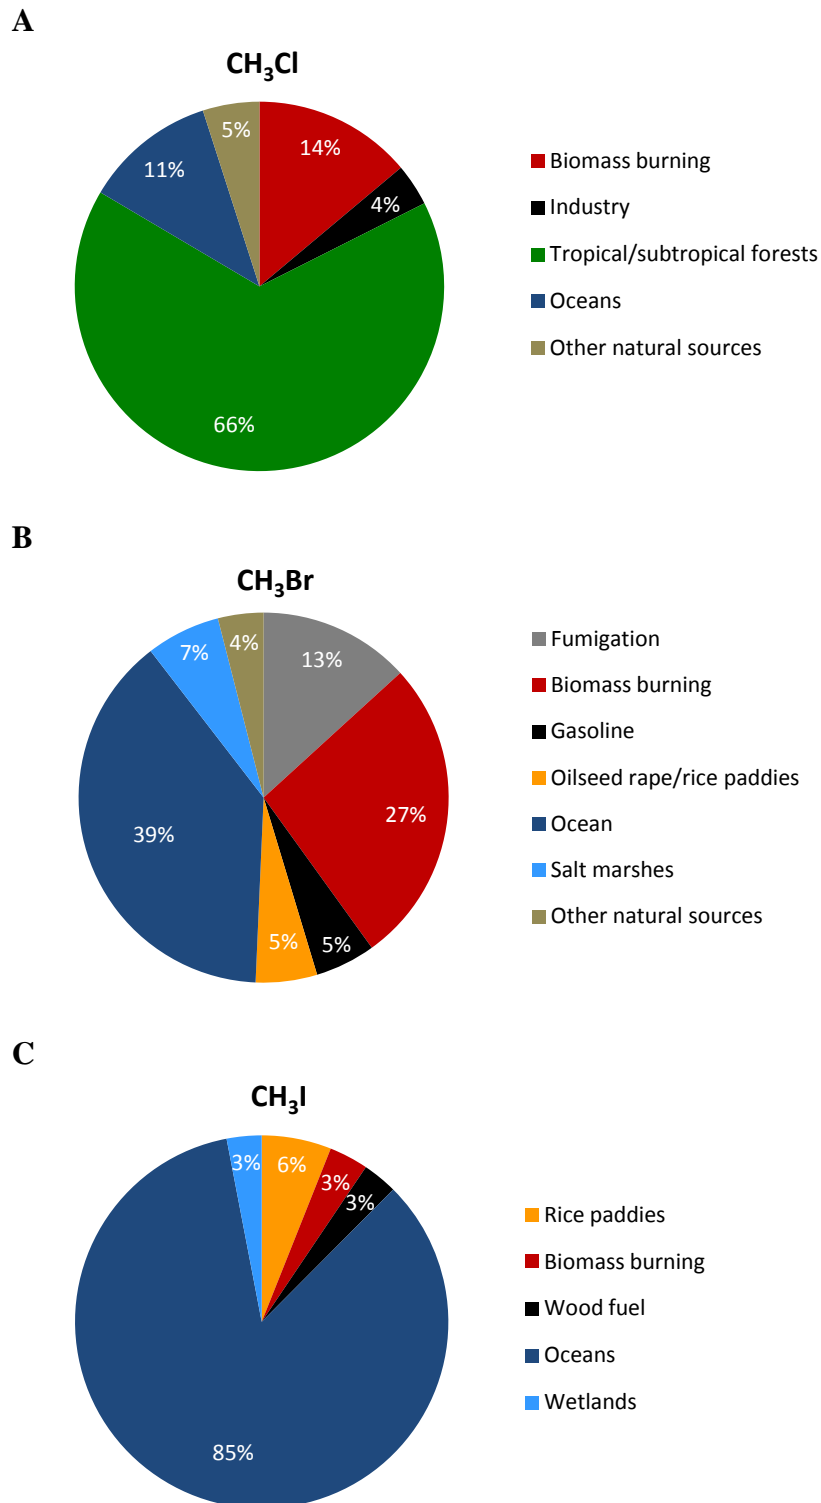 A
CH₃Cl
5%
14%
11%
4%
66%
Biomass burning
Industry
Tropical/subtropical forests
Oceans
Other natural sources
B
CH₃Br
7%
4%
13%
27%
39%
5%
5%
Fumigation
Biomass burning
Gasoline
Oilseed rape/rice paddies
Ocean
Salt marshes
Other natural sources
C
CH₃I
3%
6%
3%
3%
85%
Rice paddies
Biomass burning
Wood fuel
Oceans
Wetlands